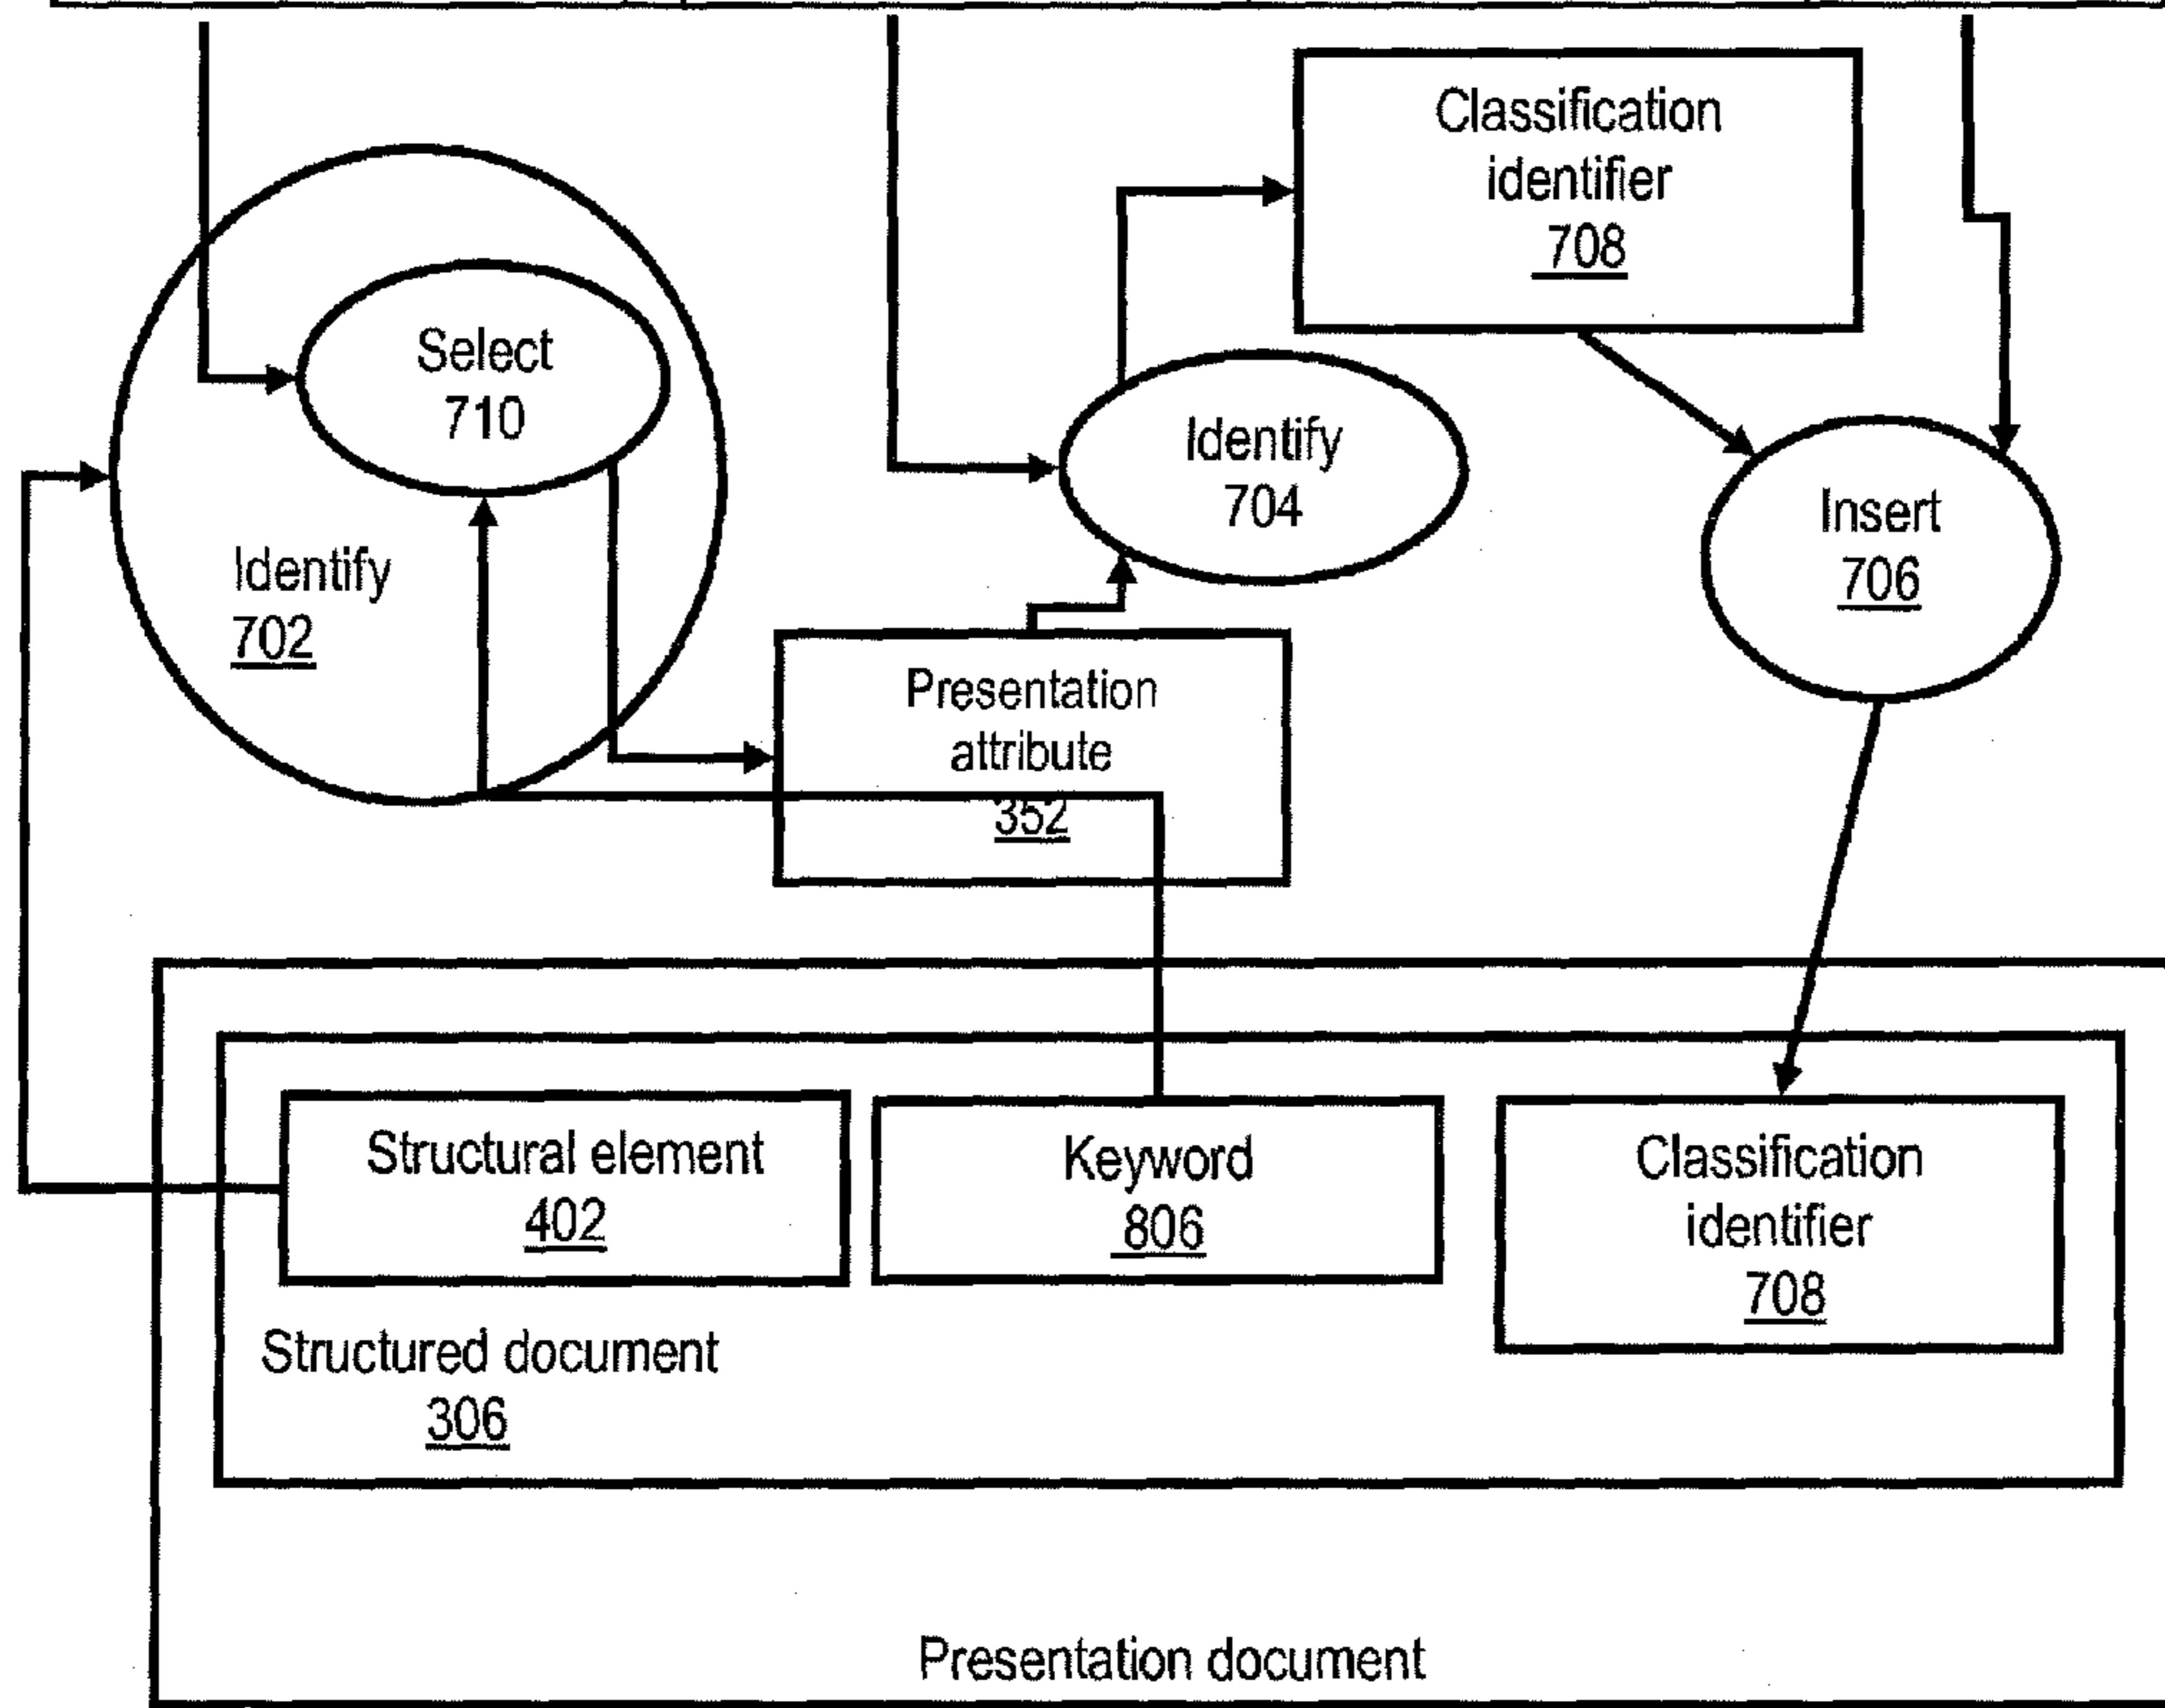 Classification
identifier
708
Select
710
Identify
704
Insert
706
Identify
702
Presentation
attribute
352
Structural element
402
Keyword
806
Classification
identifier
708
Structured document
306
Presentation document